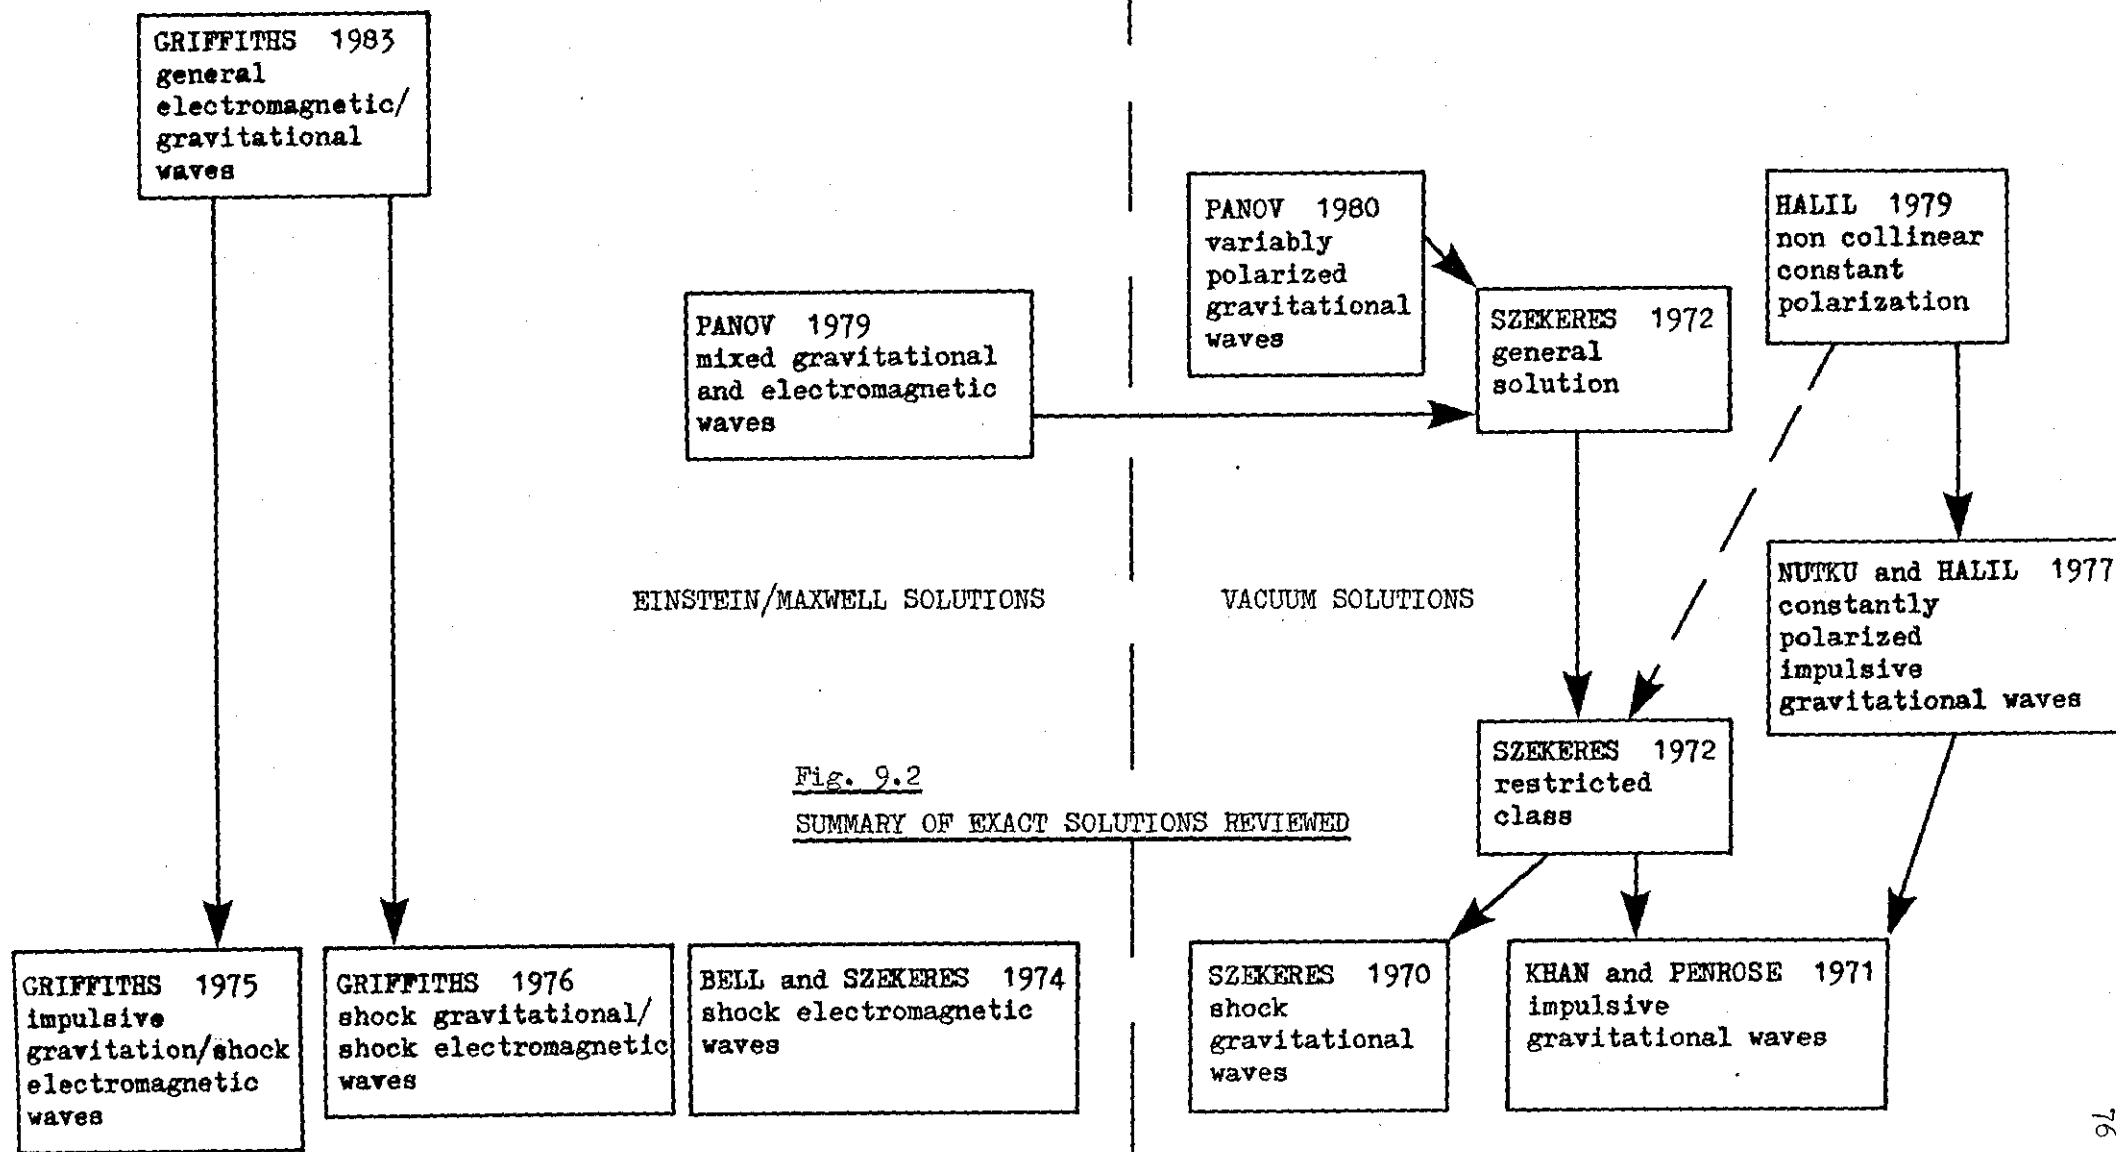 GRIFFITHS 1983
general
electromagnetic/
gravitational
waves
PANOV 1980
variably
polarized
gravitational
waves
HALIL 1979
non collinear
constant
polarization
PANOV 1979
mixed gravitational
and electromagnetic
waves
SZEKERES 1972
general
solution
EINSTEIN/MAXWELL SOLUTIONS
VACUUM SOLUTIONS
NUTKU and HALIL 1977
constantly
polarized
impulsive
gravitational waves
SZEKERES 1972
restricted
class
Fig. 9.2
SUMMARY OF EXACT SOLUTIONS REVIEWED
GRIFFITHS 1975
impulsive
gravitation/shock
electromagnetic
waves
GRIFFITHS 1976
shock gravitational/
shock electromagnetic
waves
BELL and SZEKERES 1974
shock electromagnetic
waves
SZEKERES 1970
shock
gravitational
waves
KHAN and PENROSE 1971
impulsive
gravitational waves
76